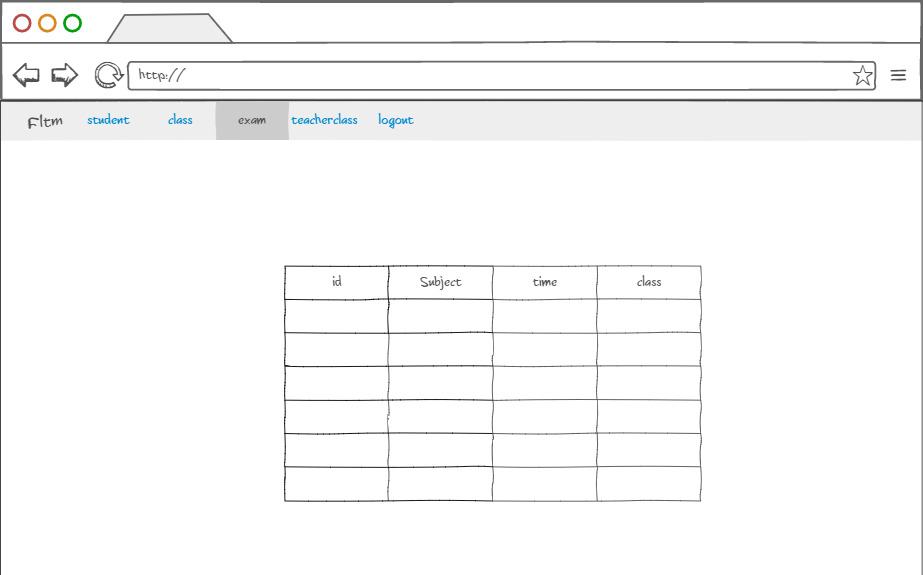 http://
Fltm student class exam teacherclass logout
id Subject time class